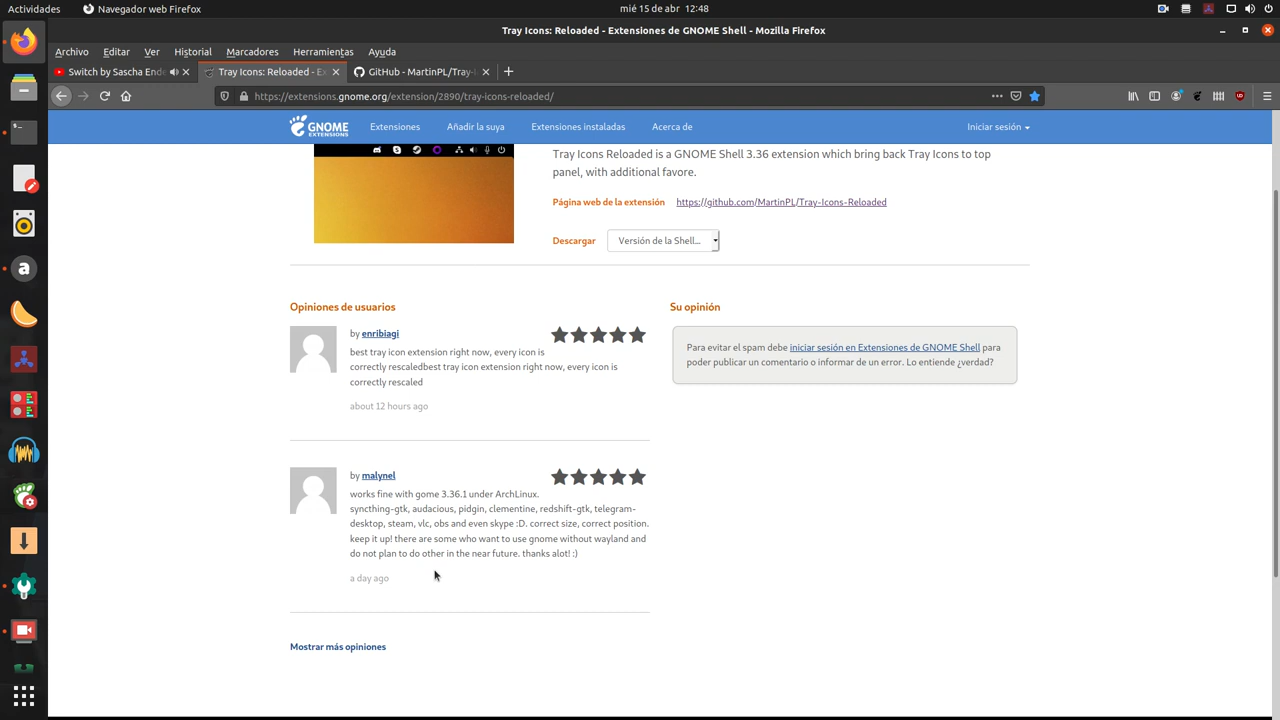 Actividades
Navegador web Firefox
mié 15 de abr 12:48
Tray Icons: Reloaded - Extensiones de GNOME Shell - Mozilla Firefox
Archivo Editar Ver Historial Marcadores Herramientas Ayuda
Switch by Sascha End
Tray Icons: Reloaded - Ex
GitHub - MartinPL/Tray-I
https://extensions.gnome.org/extension/2890/tray-icons-reloaded/
GNOME
EXTENSIONS
Extensiones Añadir la suya Extensiones instaladas Acerca de
Iniciar sesión
Tray Icons Reloaded is a GNOME Shell 3.36 extension which bring back Tray Icons to top
panel, with additional favore.
Página web de la extensión https://github.com/MartinPL/Tray-Icons-Reloaded
Descargar Versión de la Shell...
Opiniones de usuarios
by enribiagi
best tray icon extension right now, every icon is
correctly rescaledbest tray icon extension right now, every icon is
correctly rescaled
about 12 hours ago
by malynel
works fine with gome 3.36.1 under ArchLinux.
syncthing-gtk, audacious, pidgin, clementine, redshift-gtk, telegram-
desktop, steam, vlc, obs and even skype :D. correct size, correct position.
keep it up! there are some who want to use gnome without wayland and
do not plan to do other in the near future. thanks alot! :)
a day ago
Mostrar más opiniones
Su opinión
Para evitar el spam debe iniciar sesión en Extensiones de GNOME Shell para
poder publicar un comentario o informar de un error. Lo entiende ¿verdad?